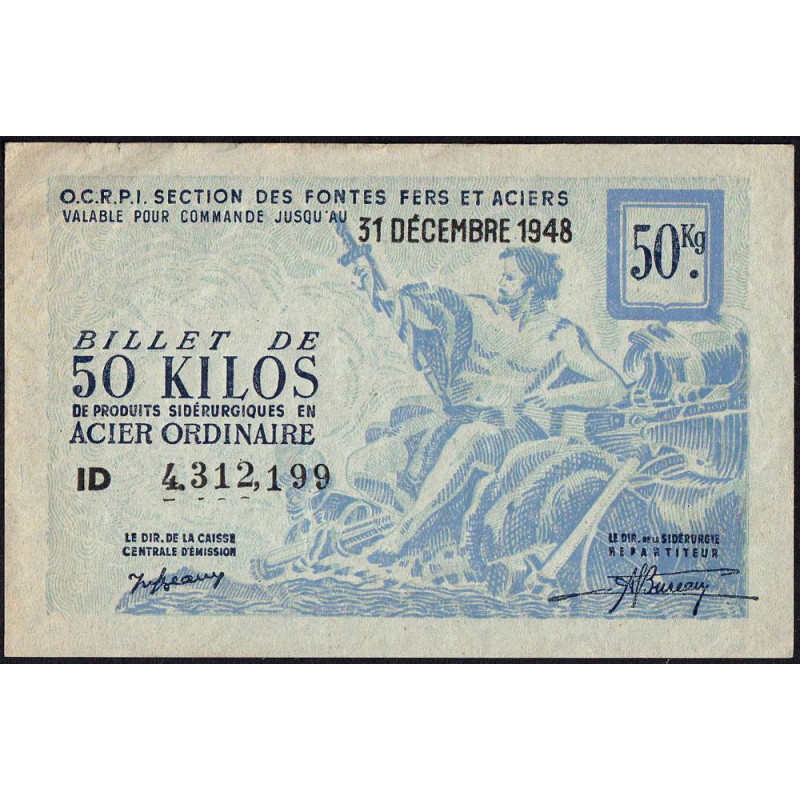 O.C.R.P.I. SECTION DES FONTES FERS ET ACIERS
VALABLE POUR COMMANDE JUSQU'AU 31 DÉCEMBRE 1948
50 Kg.
BILLET DE
50 KILOS
DE PRODUITS SIDÉRURGIQUES EN
ACIER ORDINAIRE
ID 4.312,199
LE DIR. DE LA CAISSE
CENTRALE D'ÉMISSION
LE DIR. DE LA SIDÉRURGIE
RÉPARTITEUR